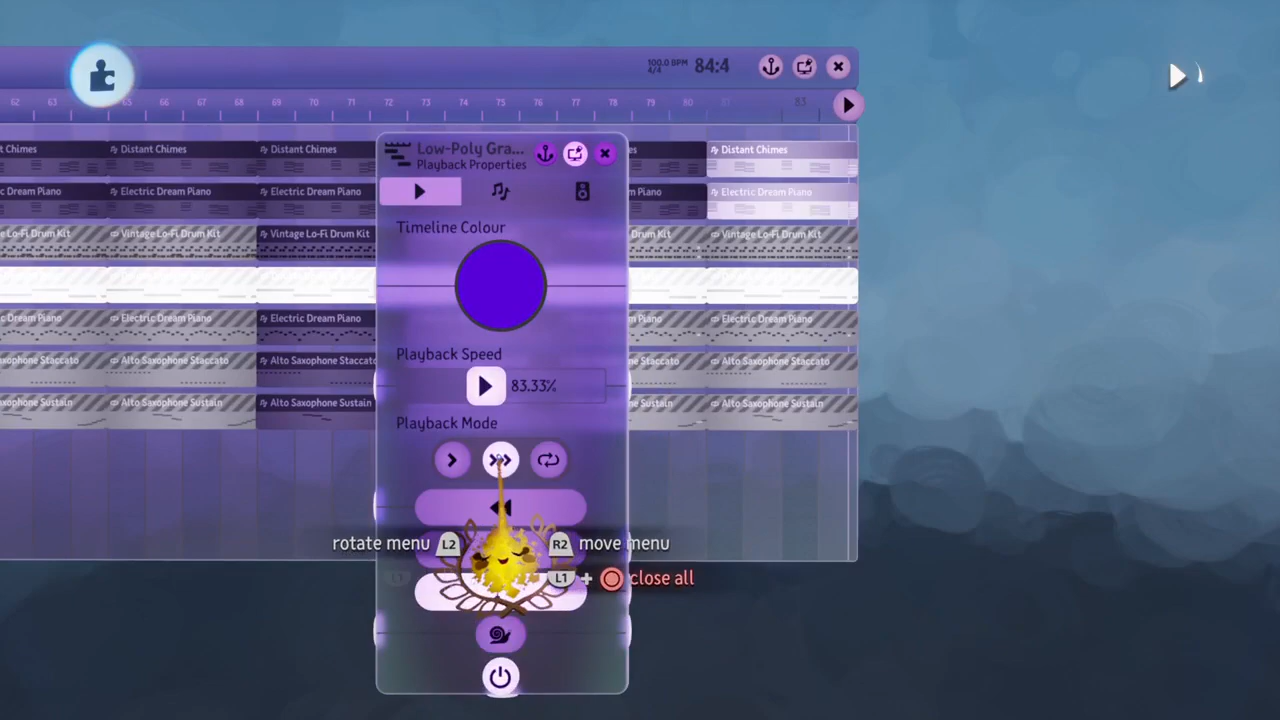 100.0 BPM
4/4
84:4
62 63 65 66 67 68 69 70 71 72 73 74 75 76 77 78 79 80 83
Chimes Distant Chimes Distant Chimes Distant Chimes
Low-Poly Gra...
Playback Properties
Dream Piano Electric Dream Piano Electric Dream Piano Piano Electric Dream Piano
Lo-Fi Drum Kit Vintage Lo-Fi Drum Kit Vintage Lo-Fi Drum Kit Drum Kit Vintage Lo-Fi Drum Kit
Timeline Colour
Dream Piano Electric Dream Piano Electric Dream Piano Piano Electric Dream Piano
Playback Speed
83.33%
Staccato Alto Saxophone Staccato Alto Saxophone Staccato Alto Saxophone Staccato
Sustain Alto Saxophone Sustain Alto Saxophone Sustain Alto Saxophone Sustain
Playback Mode
rotate menu L2 R2 move menu
L1 L1 + close all